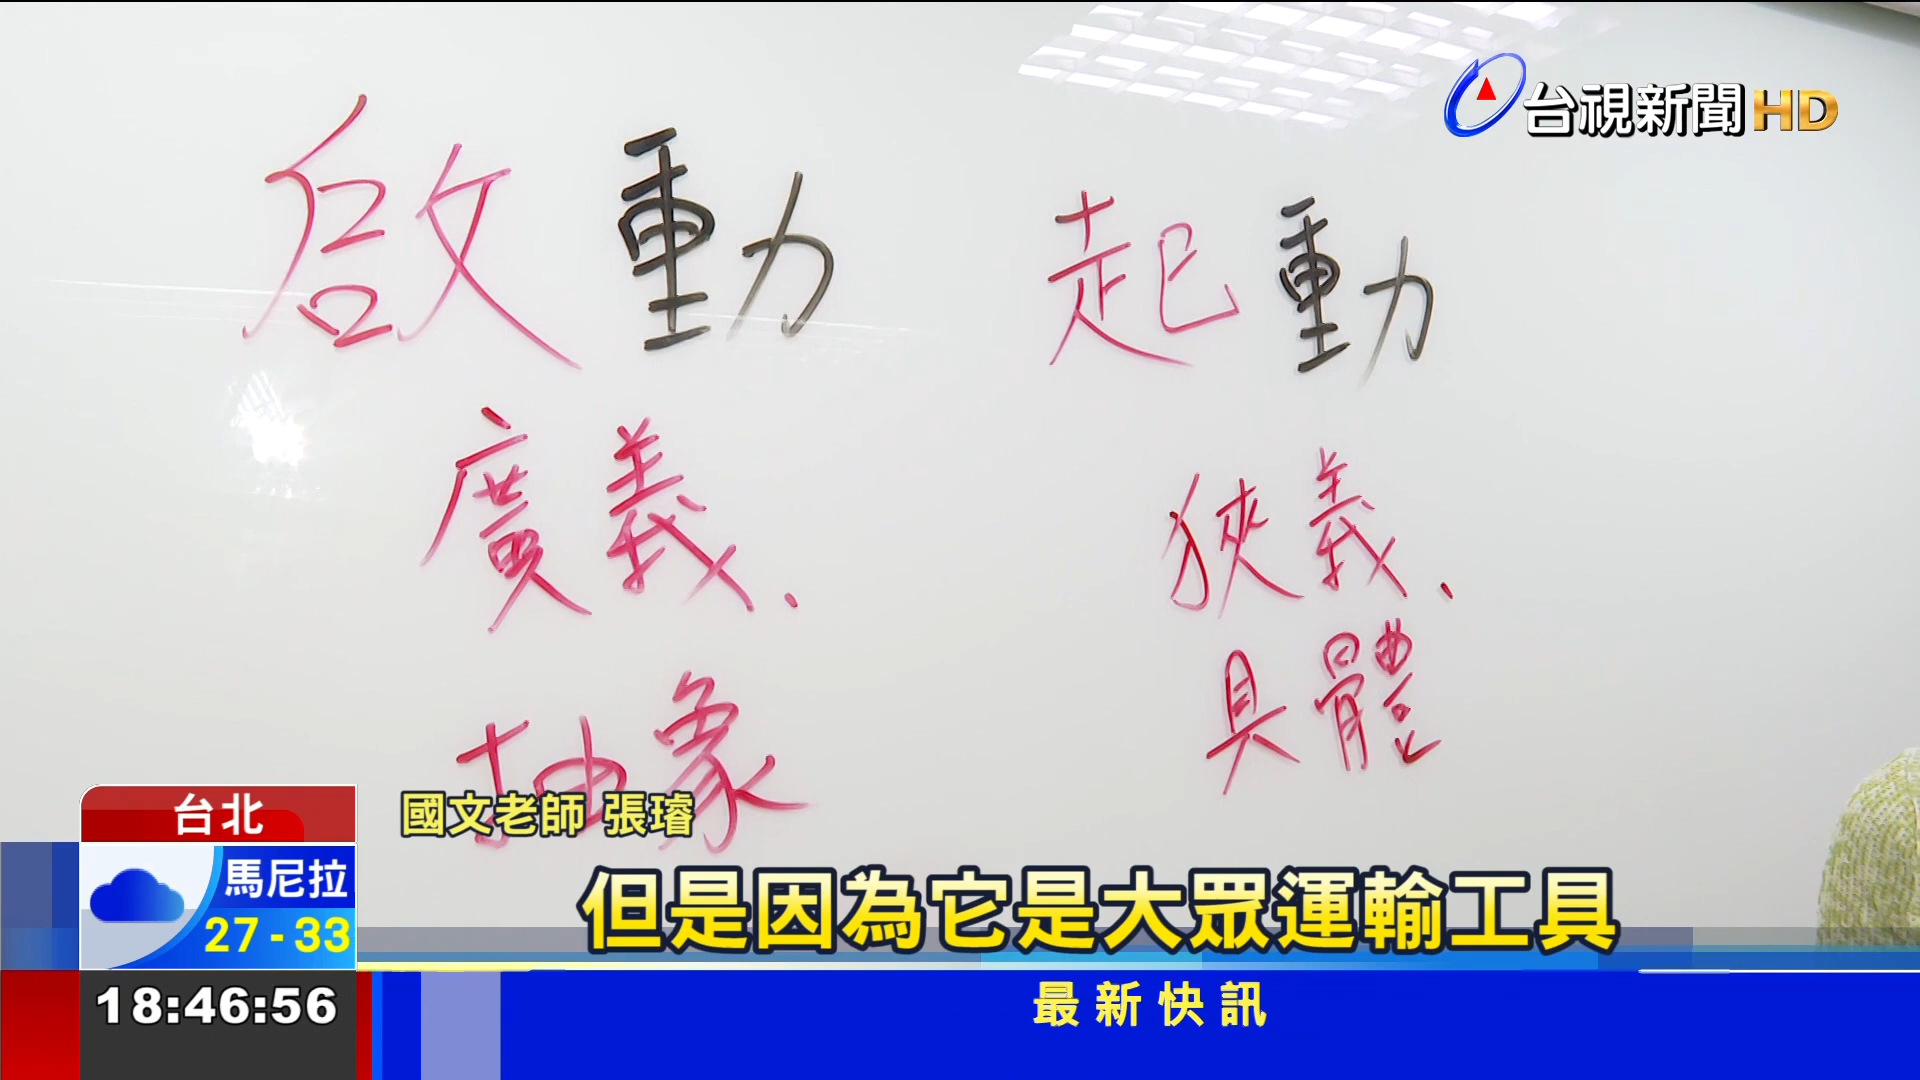 台視新聞HD
啟動 起動
廣義、 狹義、
抽象 具體
國文老師 張璿
但是因為它是大眾運輸工具
台北
馬尼拉
27-33
18:46:56
最新快訊